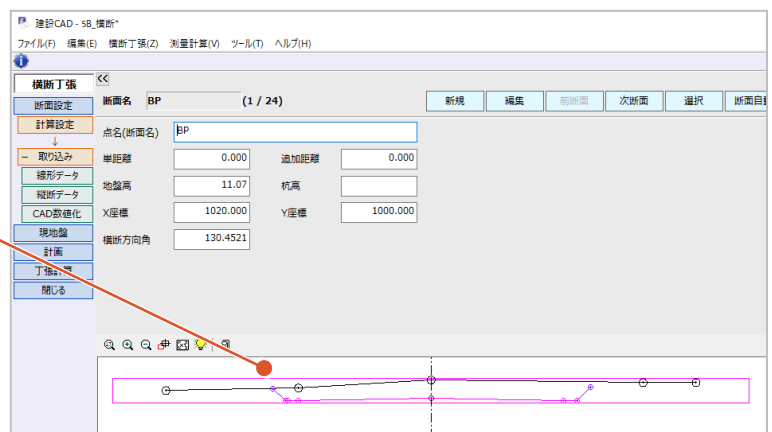 建設CAD - 5B_横断*
ファイル(F) 編集(E) 横断丁張(Z) 測量計算(V) ツール(T) ヘルプ(H)
横断丁張
断面設定
計算設定
↓
− 取り込み
線形データ
縦断データ
CAD数値化
現地盤
計画
丁張計算
閉じる
<<
断面名 BP (1 / 24)
新規 編集 前断面 次断面 選択 断面自
点名(断面名) BP
単距離 0.000 追加距離 0.000
地盤高 11.07 杭高
X座標 1020.000 Y座標 1000.000
横断方向角 130.4521